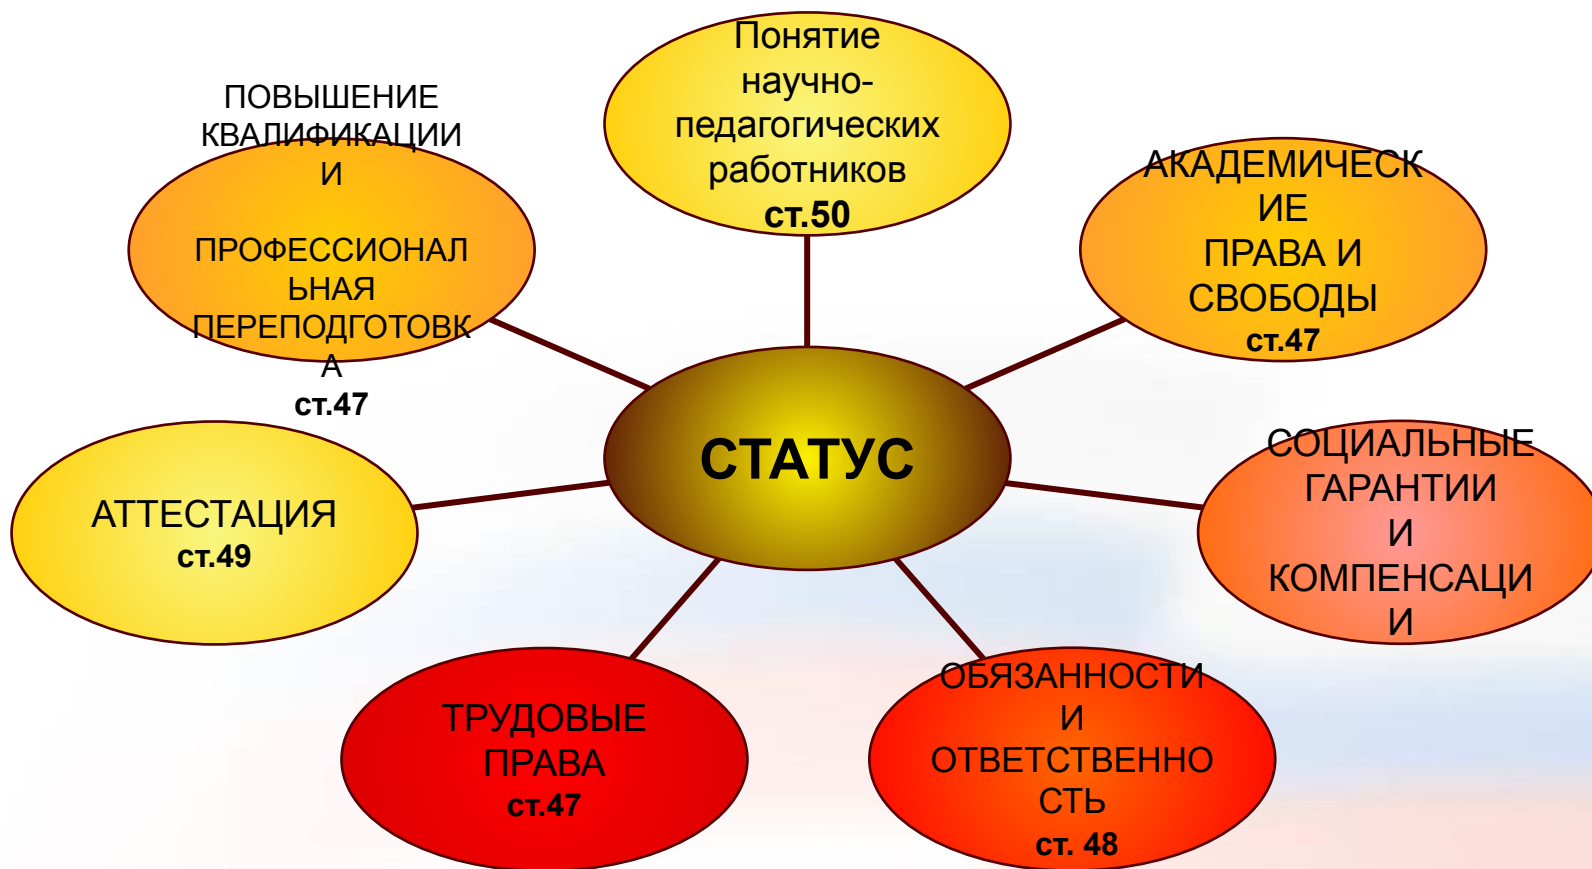 Понятие
научно-
педагогических
работников
ст.50
ПОВЫШЕНИЕ
КВАЛИФИКАЦИИ
И
ПРОФЕССИОНАЛ
ЬНАЯ
ПЕРЕПОДГОТОВК
А
ст.47
АКАДЕМИЧЕСК
ИЕ
ПРАВА И
СВОБОДЫ
ст.47
СТАТУС
СОЦИАЛЬНЫЕ
ГАРАНТИИ
И
КОМПЕНСАЦИ
И
АТТЕСТАЦИЯ
ст.49
ТРУДОВЫЕ
ПРАВА
ст.47
ОБЯЗАННОСТИ
И
ОТВЕТСТВЕННО
СТЬ
ст. 48